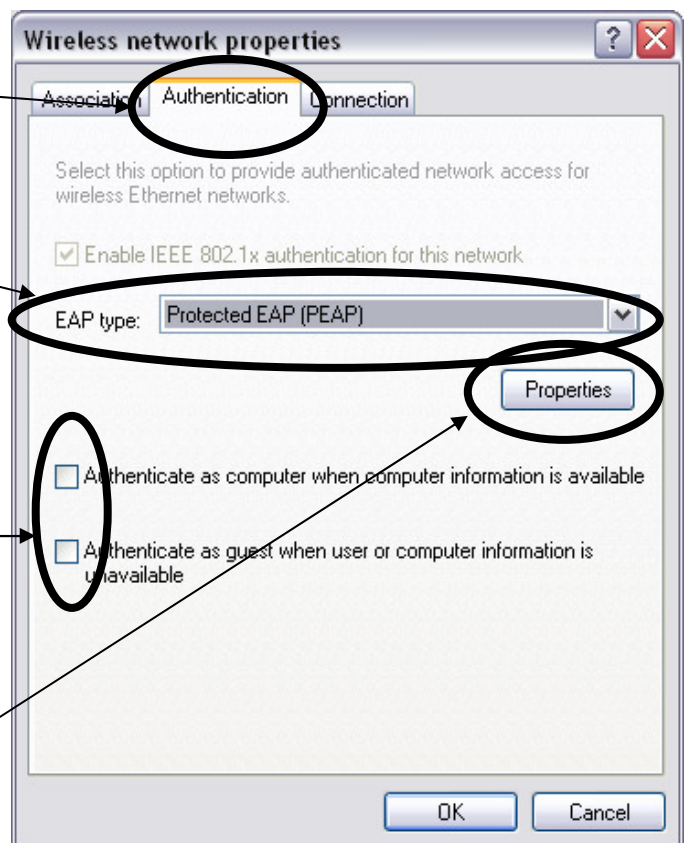 Wireless network properties
Association Authentication Connection
Select this option to provide authenticated network access for
wireless Ethernet networks.
Enable IEEE 802.1x authentication for this network
EAP type: Protected EAP (PEAP)
Properties
Authenticate as computer when computer information is available
Authenticate as guest when user or computer information is
unavailable
OK Cancel